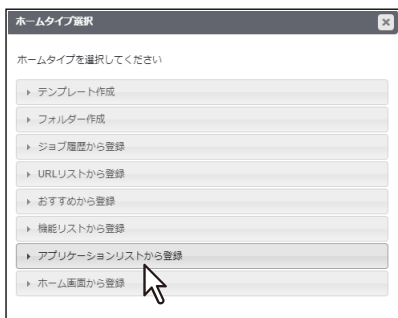 ホームタイプ選択
ホームタイプを選択してください
テンプレート作成
フォルダー作成
ジョブ履歴から登録
URLリストから登録
おすすめから登録
機能リストから登録
アプリケーションリストから登録
ホーム画面から登録